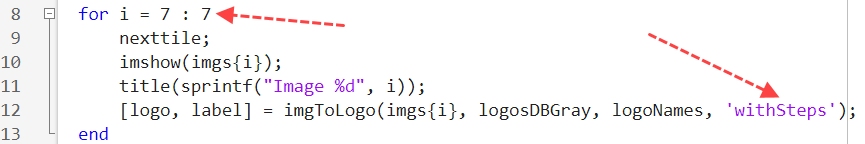 8 for i = 7 : 7
9 nexttile;
10 imshow(imgs{i});
11 title(sprintf("Image %d", i));
12 [logo, label] = imgToLogo(imgs{i}, logosDBGray, logoNames, 'withSteps');
13 end